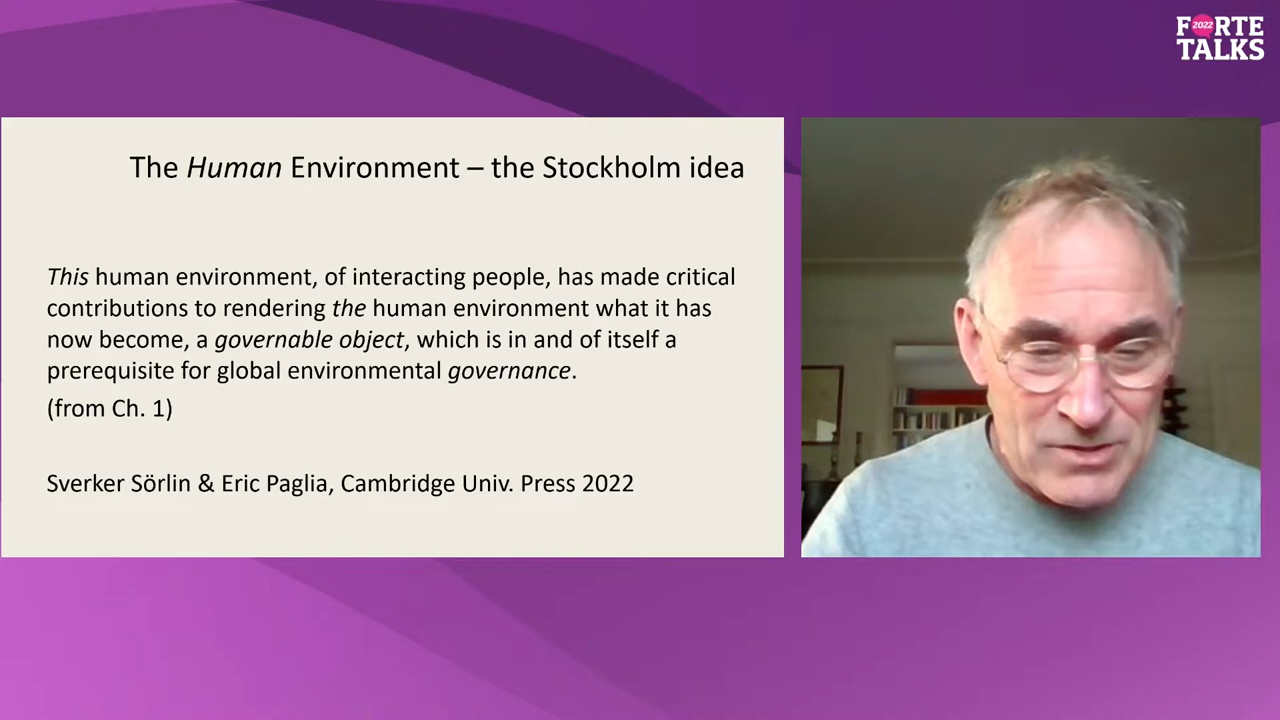 FORTE
2022
TALKS
The Human Environment – the Stockholm idea
This human environment, of interacting people, has made critical
contributions to rendering the human environment what it has
now become, a governable object, which is in and of itself a
prerequisite for global environmental governance.
(from Ch. 1)
Sverker Sörlin & Eric Paglia, Cambridge Univ. Press 2022